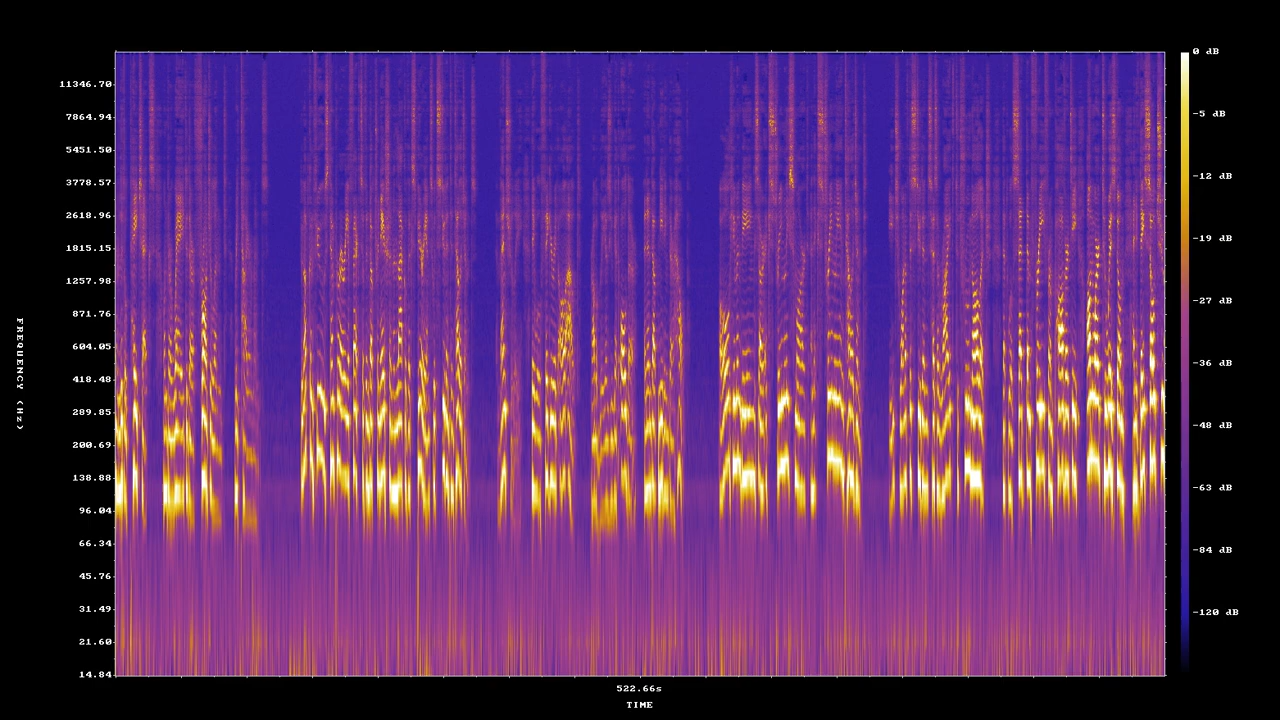 0 dB
11346.70
7864.94
-5 dB
5451.50
-12 dB
3778.57
2618.96
-19 dB
1815.15
1257.98
-27 dB
871.76
604.05
-36 dB
418.48
289.85
-48 dB
200.69
138.88
-63 dB
96.04
66.34
-84 dB
45.76
31.49
-120 dB
21.60
14.84
FREQUENCY (Hz)
522.66s
TIME